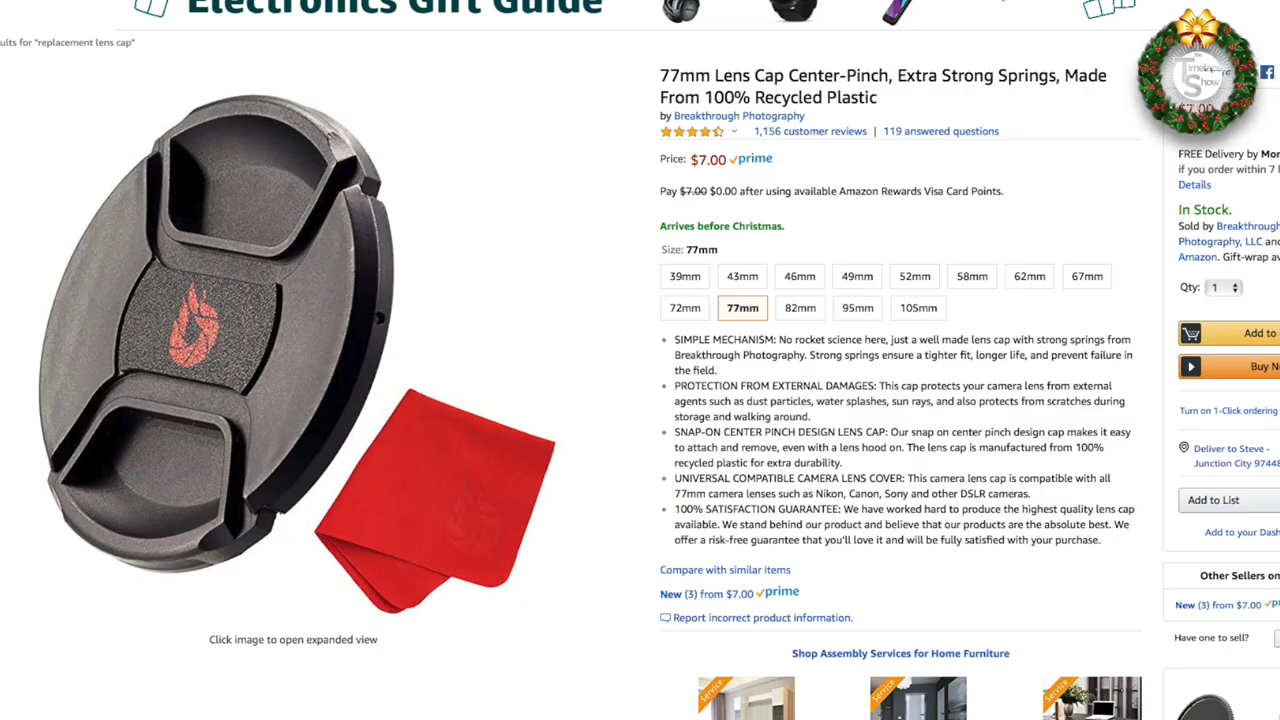 Electronics Gift Guide
ults for "replacement lens cap"
77mm Lens Cap Center-Pinch, Extra Strong Springs, Made
From 100% Recycled Plastic
by Breakthrough Photography
1,156 customer reviews | 119 answered questions
Price: $7.00 prime
Pay $7.00 $0.00 after using available Amazon Rewards Visa Card Points.
Arrives before Christmas.
Size: 77mm
39mm 43mm 46mm 49mm 52mm 58mm 62mm 67mm
72mm 77mm 82mm 95mm 105mm
SIMPLE MECHANISM: No rocket science here, just a well made lens cap with strong springs from
Breakthrough Photography. Strong springs ensure a tighter fit, longer life, and prevent failure in
the field.
PROTECTION FROM EXTERNAL DAMAGES: This cap protects your camera lens from external
agents such as dust particles, water splashes, sun rays, and also protects from scratches during
storage and walking around.
SNAP-ON CENTER PINCH DESIGN LENS CAP: Our snap on center pinch design cap makes it easy
to attach and remove, even with a lens hood on. The lens cap is manufactured from 100%
recycled plastic for extra durability.
UNIVERSAL COMPATIBLE CAMERA LENS COVER: This camera lens cap is compatible with all
77mm camera lenses such as Nikon, Canon, Sony and other DSLR cameras.
100% SATISFACTION GUARANTEE: We have worked hard to produce the highest quality lens cap
available. We stand behind our product and believe that our products are the absolute best. We
offer a risk-free guarantee that you'll love it and will be fully satisfied with your purchase.
Compare with similar items
New (3) from $7.00 prime
Report incorrect product information.
Click image to open expanded view
Shop Assembly Services for Home Furniture
Service Service Service
the
Timelapse
Show
$7.00
FREE Delivery by Mon
if you order within 7 h
Details
In Stock.
Sold by Breakthrough
Photography, LLC and
Amazon. Gift-wrap av
Qty: 1
Add to
Buy N
Turn on 1-Click ordering
Deliver to Steve -
Junction City 97448
Add to List
Add to your Dash
Other Sellers on
New (3) from $7.00
Have one to sell?